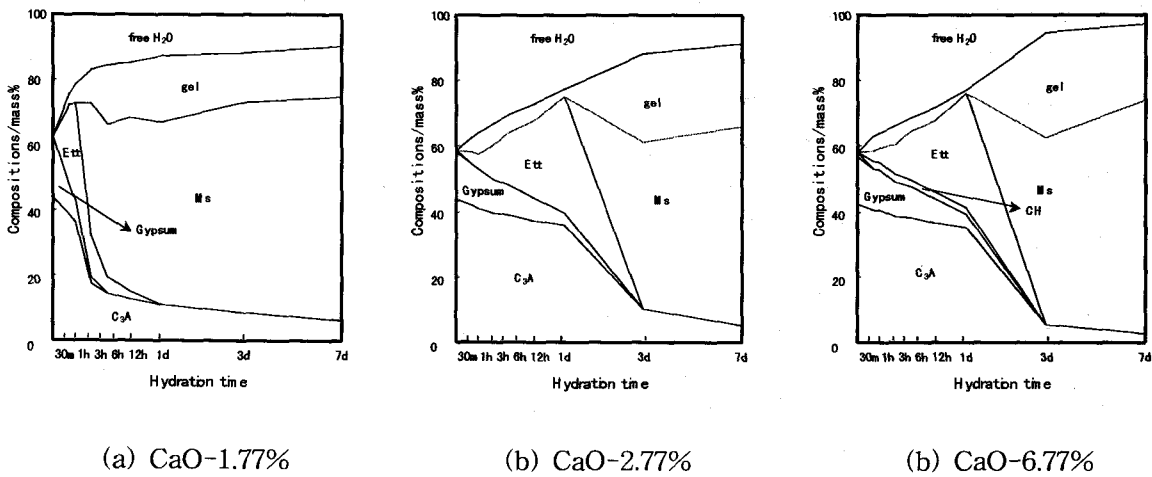 100
80
60
40
20
0
Compositions/mass%
free H₂O
gel
Ett
Ms
Gypsum
C₃A
30m 1h 3h 6h 12h 1d 3d 7d
Hydration time
(a) CaO-1.77%
100
80
60
40
20
0
Compositions/mass%
free H₂O
gel
Ett
Gypsum
Ms
C₃A
30m 1h 3h 6h 12h 1d 3d 7d
Hydration time
(b) CaO-2.77%
100
80
60
40
20
0
Compositions/mass%
free H₂O
gel
Ett
Ms
Gypsum
CH
C₃A
30m 1h 3h 6h 12h 1d 3d 7d
Hydration time
(b) CaO-6.77%